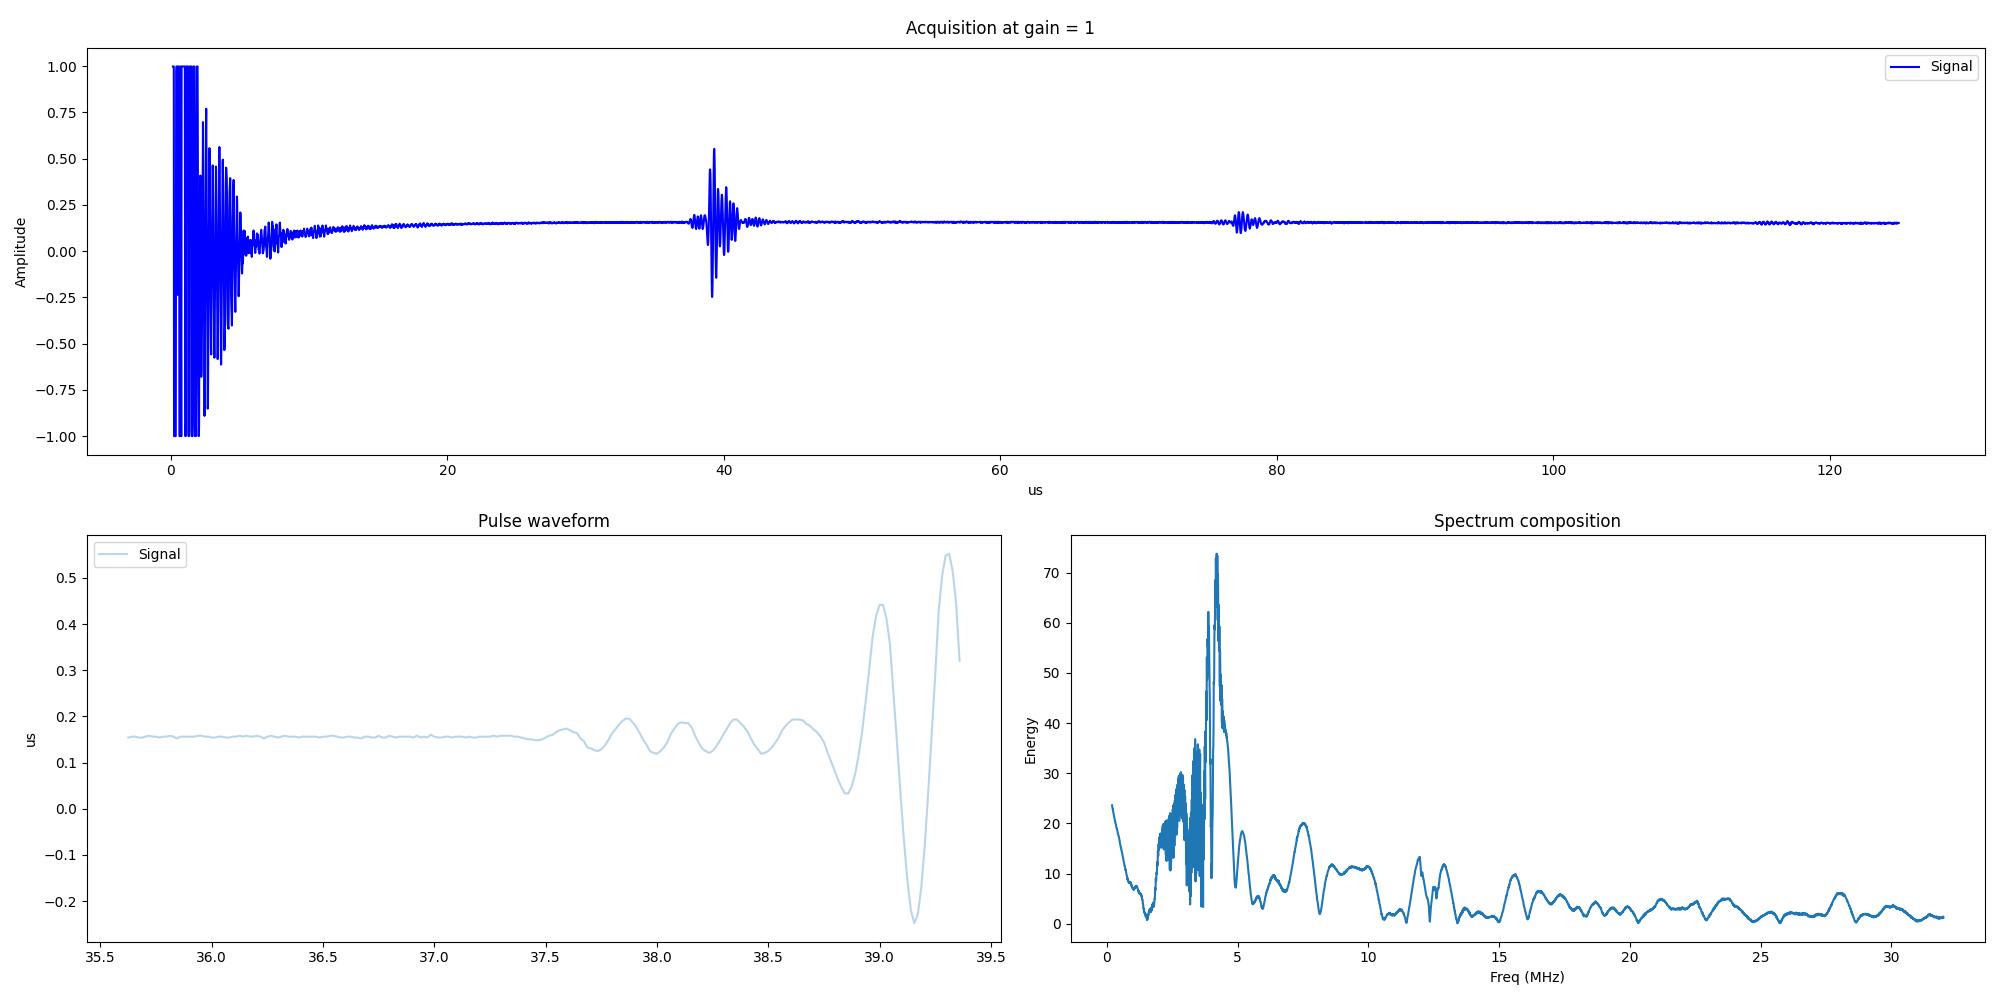 Acquisition at gain = 1
1.00
0.75
0.50
0.25
0.00
−0.25
−0.50
−0.75
−1.00
Amplitude
Signal
0 20 40 60 80 100 120
us
Pulse waveform
0.5
0.4
0.3
0.2
0.1
0.0
−0.1
−0.2
us
Signal
35.5 36.0 36.5 37.0 37.5 38.0 38.5 39.0 39.5
Spectrum composition
70
60
50
40
30
20
10
0
Energy
0 5 10 15 20 25 30
Freq (MHz)